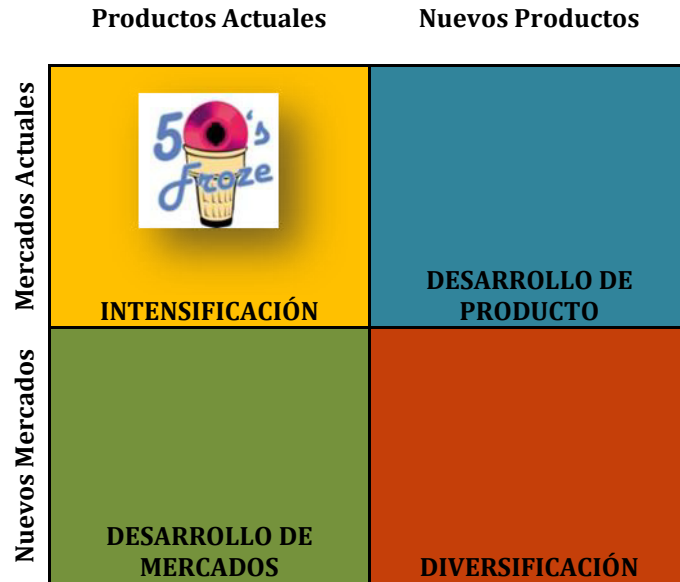 Productos Actuales
Nuevos Productos
Mercados Actuales
50's
Froze
INTENSIFICACIÓN
DESARROLLO DE
PRODUCTO
Nuevos Mercados
DESARROLLO DE
MERCADOS
DIVERSIFICACIÓN